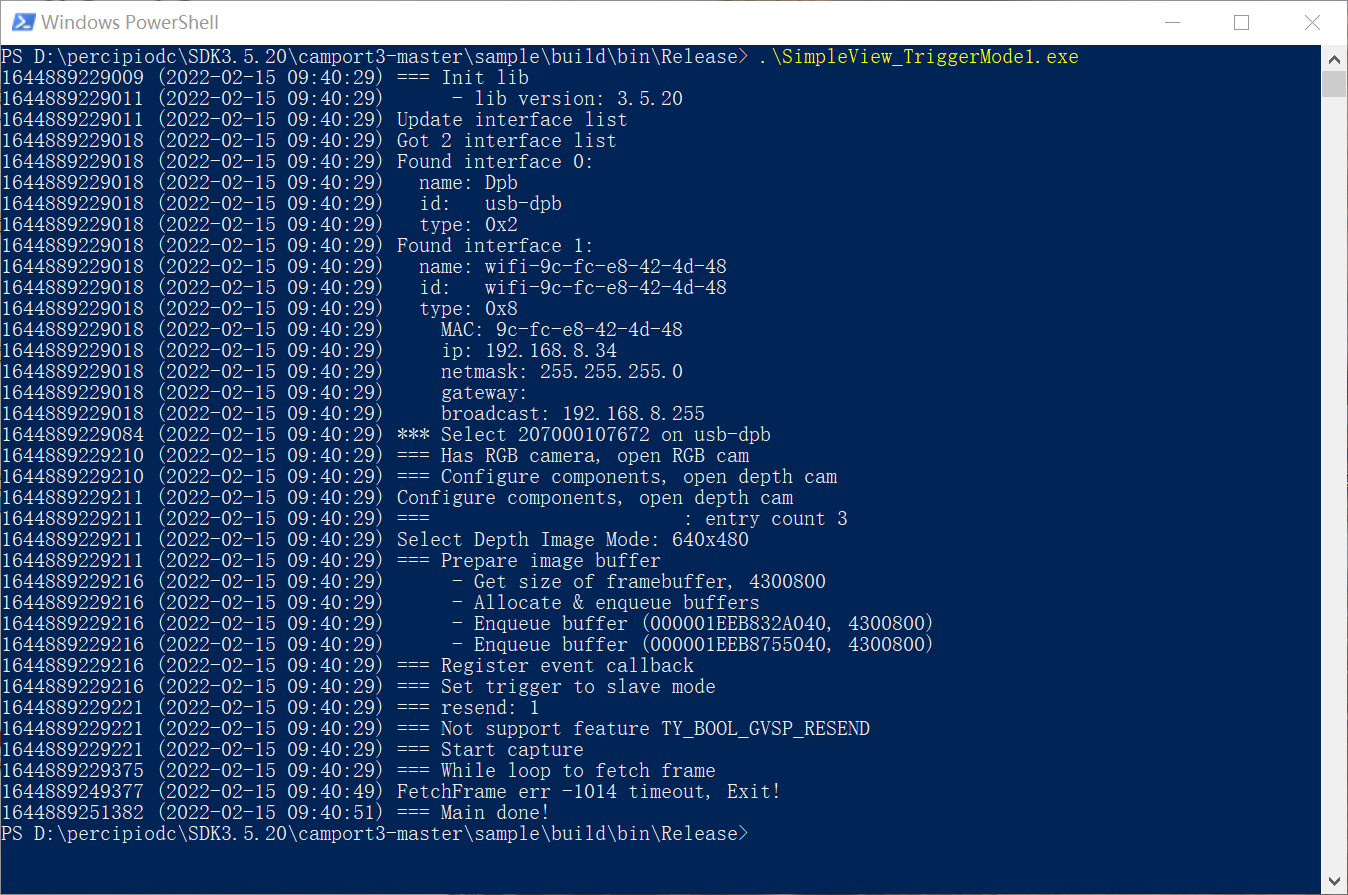 Windows PowerShell
PS D:\percipiodc\SDK3.5.20\camport3-master\sample\build\bin\Release> .\SimpleView_TriggerMode1.exe
1644889229009 (2022-02-15 09:40:29) === Init lib
1644889229011 (2022-02-15 09:40:29)      - lib version: 3.5.20
1644889229011 (2022-02-15 09:40:29) Update interface list
1644889229018 (2022-02-15 09:40:29) Got 2 interface list
1644889229018 (2022-02-15 09:40:29) Found interface 0:
1644889229018 (2022-02-15 09:40:29)   name: Dpb
1644889229018 (2022-02-15 09:40:29)   id:   usb-dpb
1644889229018 (2022-02-15 09:40:29)   type: 0x2
1644889229018 (2022-02-15 09:40:29) Found interface 1:
1644889229018 (2022-02-15 09:40:29)   name: wifi-9c-fc-e8-42-4d-48
1644889229018 (2022-02-15 09:40:29)   id:   wifi-9c-fc-e8-42-4d-48
1644889229018 (2022-02-15 09:40:29)   type: 0x8
1644889229018 (2022-02-15 09:40:29)     MAC: 9c-fc-e8-42-4d-48
1644889229018 (2022-02-15 09:40:29)     ip: 192.168.8.34
1644889229018 (2022-02-15 09:40:29)     netmask: 255.255.255.0
1644889229018 (2022-02-15 09:40:29)     gateway:
1644889229018 (2022-02-15 09:40:29)     broadcast: 192.168.8.255
1644889229084 (2022-02-15 09:40:29) *** Select 207000107672 on usb-dpb
1644889229210 (2022-02-15 09:40:29) === Has RGB camera, open RGB cam
1644889229210 (2022-02-15 09:40:29) === Configure components, open depth cam
1644889229211 (2022-02-15 09:40:29) Configure components, open depth cam
1644889229211 (2022-02-15 09:40:29) ===                       : entry count 3
1644889229211 (2022-02-15 09:40:29) Select Depth Image Mode: 640x480
1644889229211 (2022-02-15 09:40:29) === Prepare image buffer
1644889229216 (2022-02-15 09:40:29)      - Get size of framebuffer, 4300800
1644889229216 (2022-02-15 09:40:29)      - Allocate & enqueue buffers
1644889229216 (2022-02-15 09:40:29)      - Enqueue buffer (000001EEB832A040, 4300800)
1644889229216 (2022-02-15 09:40:29)      - Enqueue buffer (000001EEB8755040, 4300800)
1644889229216 (2022-02-15 09:40:29) === Register event callback
1644889229216 (2022-02-15 09:40:29) === Set trigger to slave mode
1644889229221 (2022-02-15 09:40:29) === resend: 1
1644889229221 (2022-02-15 09:40:29) === Not support feature TY_BOOL_GVSP_RESEND
1644889229221 (2022-02-15 09:40:29) === Start capture
1644889229375 (2022-02-15 09:40:29) === While loop to fetch frame
1644889249377 (2022-02-15 09:40:49) FetchFrame err -1014 timeout, Exit!
1644889251382 (2022-02-15 09:40:51) === Main done!
PS D:\percipiodc\SDK3.5.20\camport3-master\sample\build\bin\Release>